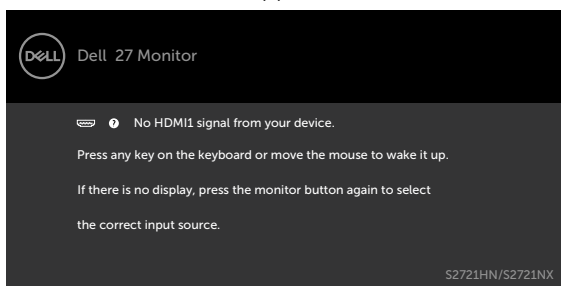 DELL
Dell 27 Monitor
? No HDMI1 signal from your device.
Press any key on the keyboard or move the mouse to wake it up.
If there is no display, press the monitor button again to select
the correct input source.
S2721HN/S2721NX